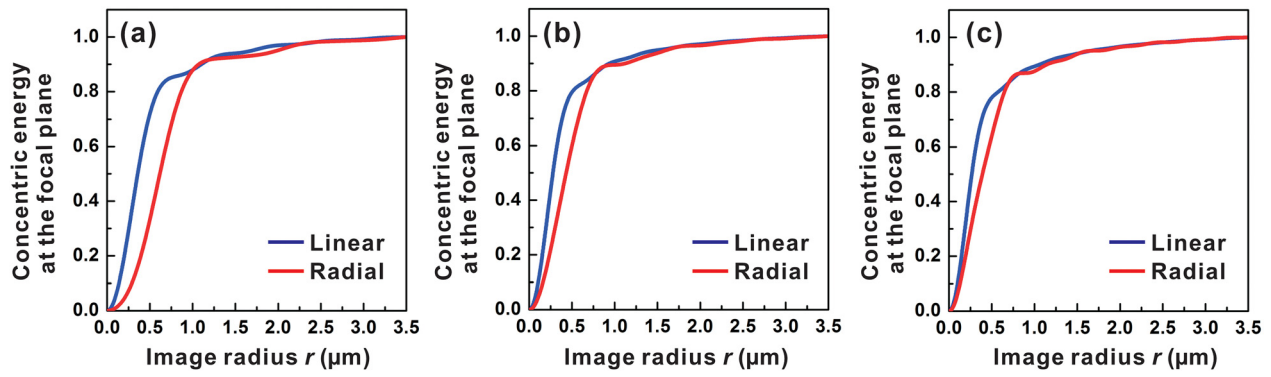 (a)
Concentric energy
at the focal plane
1.0
0.8
0.6
0.4
0.2
0.0
Linear
Radial
0.0 0.5 1.0 1.5 2.0 2.5 3.0 3.5
Image radius r (μm)
(b)
Concentric energy
at the focal plane
1.0
0.8
0.6
0.4
0.2
0.0
Linear
Radial
0.0 0.5 1.0 1.5 2.0 2.5 3.0 3.5
Image radius r (μm)
(c)
Concentric energy
at the focal plane
1.0
0.8
0.6
0.4
0.2
0.0
Linear
Radial
0.0 0.5 1.0 1.5 2.0 2.5 3.0 3.5
Image radius r (μm)